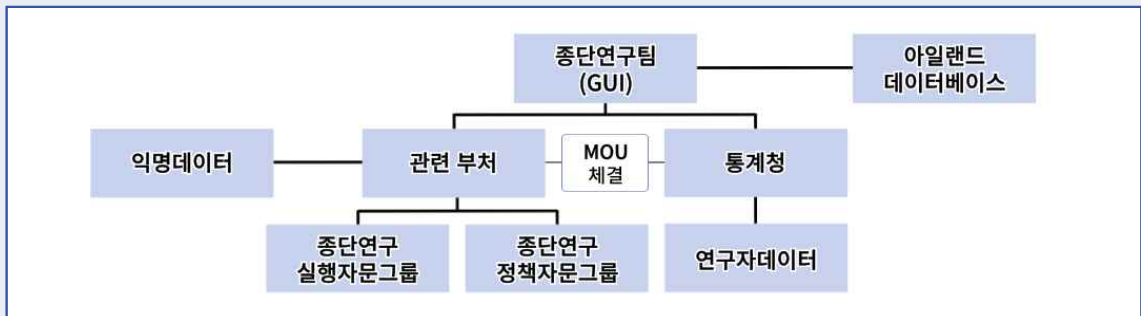 종단연구팀
(GUI)
아일랜드
데이터베이스
익명데이터
관련 부처
MOU
체결
통계청
종단연구
실행자문그룹
종단연구
정책자문그룹
연구자데이터